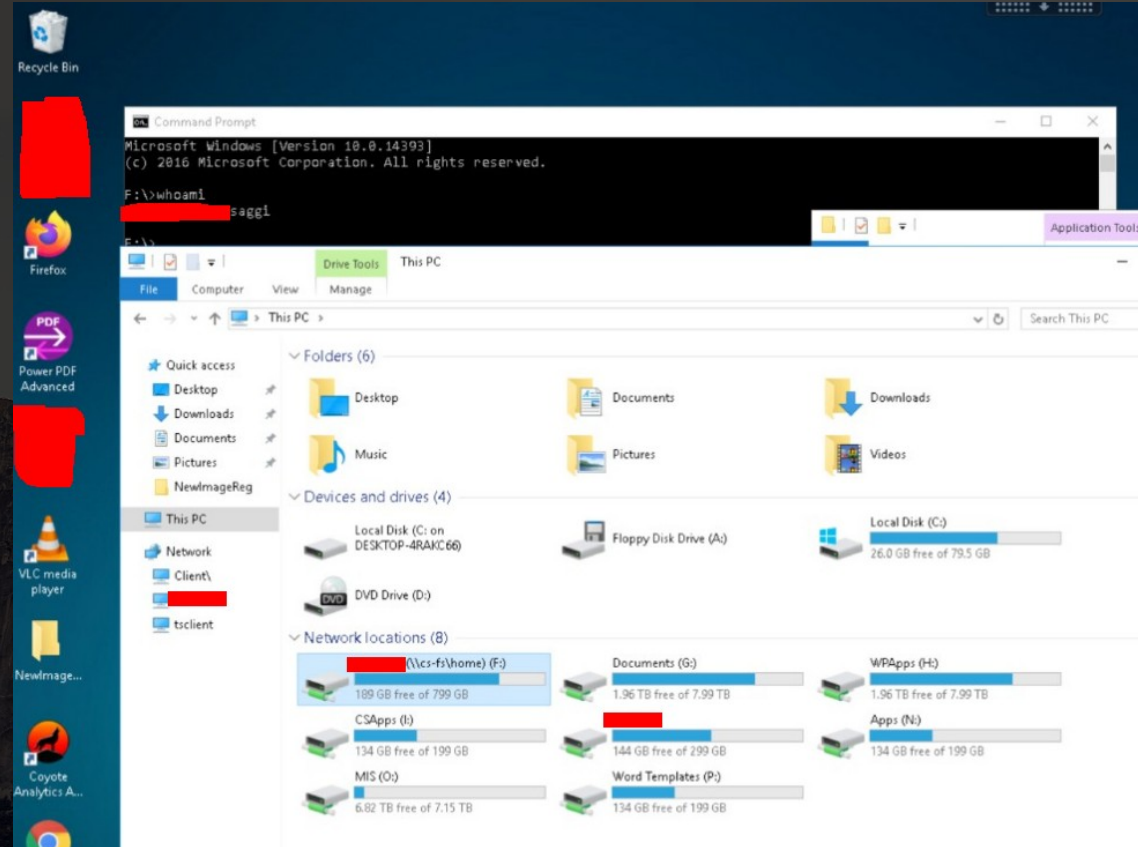 Recycle Bin
Command Prompt
Microsoft Windows [Version 10.0.14393]
(c) 2016 Microsoft Corporation. All rights reserved.
F:\>whoami
saggi
F:\>
Application Tools
Drive Tools
This PC
File
Computer
View
Manage
This PC
Search This PC
Firefox
PDF
Power PDF
Advanced
VLC media
player
NewImage...
Coyote
Analytics A...
Quick access
Desktop
Downloads
Documents
Pictures
NewImageReg
This PC
Network
Client\
tsclient
Folders (6)
Desktop
Documents
Downloads
Music
Pictures
Videos
Devices and drives (4)
Local Disk (C: on
DESKTOP-4RAKC66)
Floppy Disk Drive (A:)
Local Disk (C:)
26.0 GB free of 79.5 GB
DVD
DVD Drive (D:)
Network locations (8)
(\\cs-fs\home) (F:)
189 GB free of 799 GB
Documents (G:)
1.96 TB free of 7.99 TB
WPApps (H:)
1.96 TB free of 7.99 TB
CSApps (I:)
134 GB free of 199 GB
144 GB free of 299 GB
Apps (N:)
134 GB free of 199 GB
MIS (O:)
6.82 TB free of 7.15 TB
Word Templates (P:)
134 GB free of 199 GB